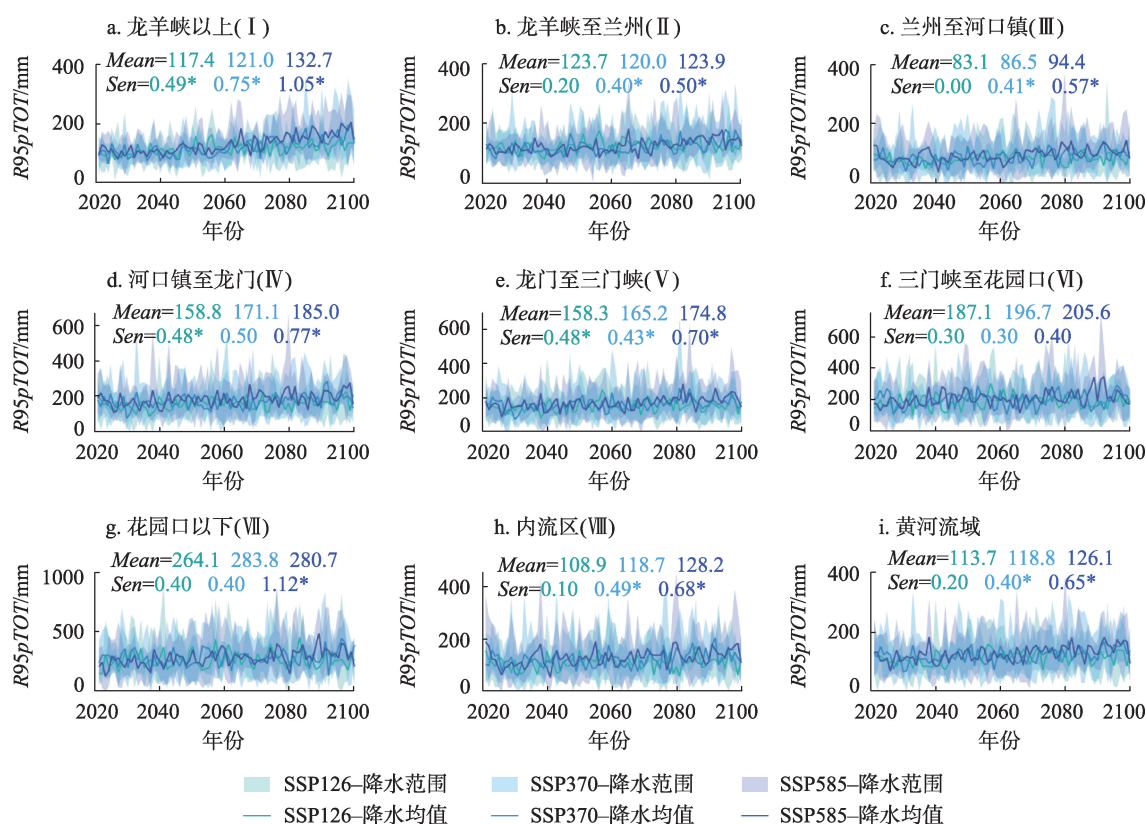 a. 龙羊峡以上(Ⅰ)
Mean=117.4 121.0 132.7
Sen=0.49* 0.75* 1.05*
400
200
0
R95pTOT/mm
2020 2040 2060 2080 2100
年份
b. 龙羊峡至兰州(Ⅱ)
Mean=123.7 120.0 123.9
Sen=0.20 0.40* 0.50*
400
200
0
R95pTOT/mm
2020 2040 2060 2080 2100
年份
c. 兰州至河口镇(Ⅲ)
Mean=83.1 86.5 94.4
Sen=0.00 0.41* 0.57*
400
200
0
R95pTOT/mm
2020 2040 2060 2080 2100
年份
d. 河口镇至龙门(Ⅳ)
Mean=158.8 171.1 185.0
Sen=0.48* 0.50 0.77*
600
400
200
0
R95pTOT/mm
2020 2040 2060 2080 2100
年份
e. 龙门至三门峡(Ⅴ)
Mean=158.3 165.2 174.8
Sen=0.48* 0.43* 0.70*
600
400
200
0
R95pTOT/mm
2020 2040 2060 2080 2100
年份
f. 三门峡至花园口(Ⅵ)
Mean=187.1 196.7 205.6
Sen=0.30 0.30 0.40
600
400
200
0
R95pTOT/mm
2020 2040 2060 2080 2100
年份
g. 花园口以下(Ⅶ)
Mean=264.1 283.8 280.7
Sen=0.40 0.40 1.12*
1000
500
0
R95pTOT/mm
2020 2040 2060 2080 2100
年份
h. 内流区(Ⅷ)
Mean=108.9 118.7 128.2
Sen=0.10 0.49* 0.68*
400
200
0
R95pTOT/mm
2020 2040 2060 2080 2100
年份
i. 黄河流域
Mean=113.7 118.8 126.1
Sen=0.20 0.40* 0.65*
400
200
0
R95pTOT/mm
2020 2040 2060 2080 2100
年份
SSP126–降水范围 SSP370–降水范围 SSP585–降水范围
SSP126–降水均值 SSP370–降水均值 SSP585–降水均值